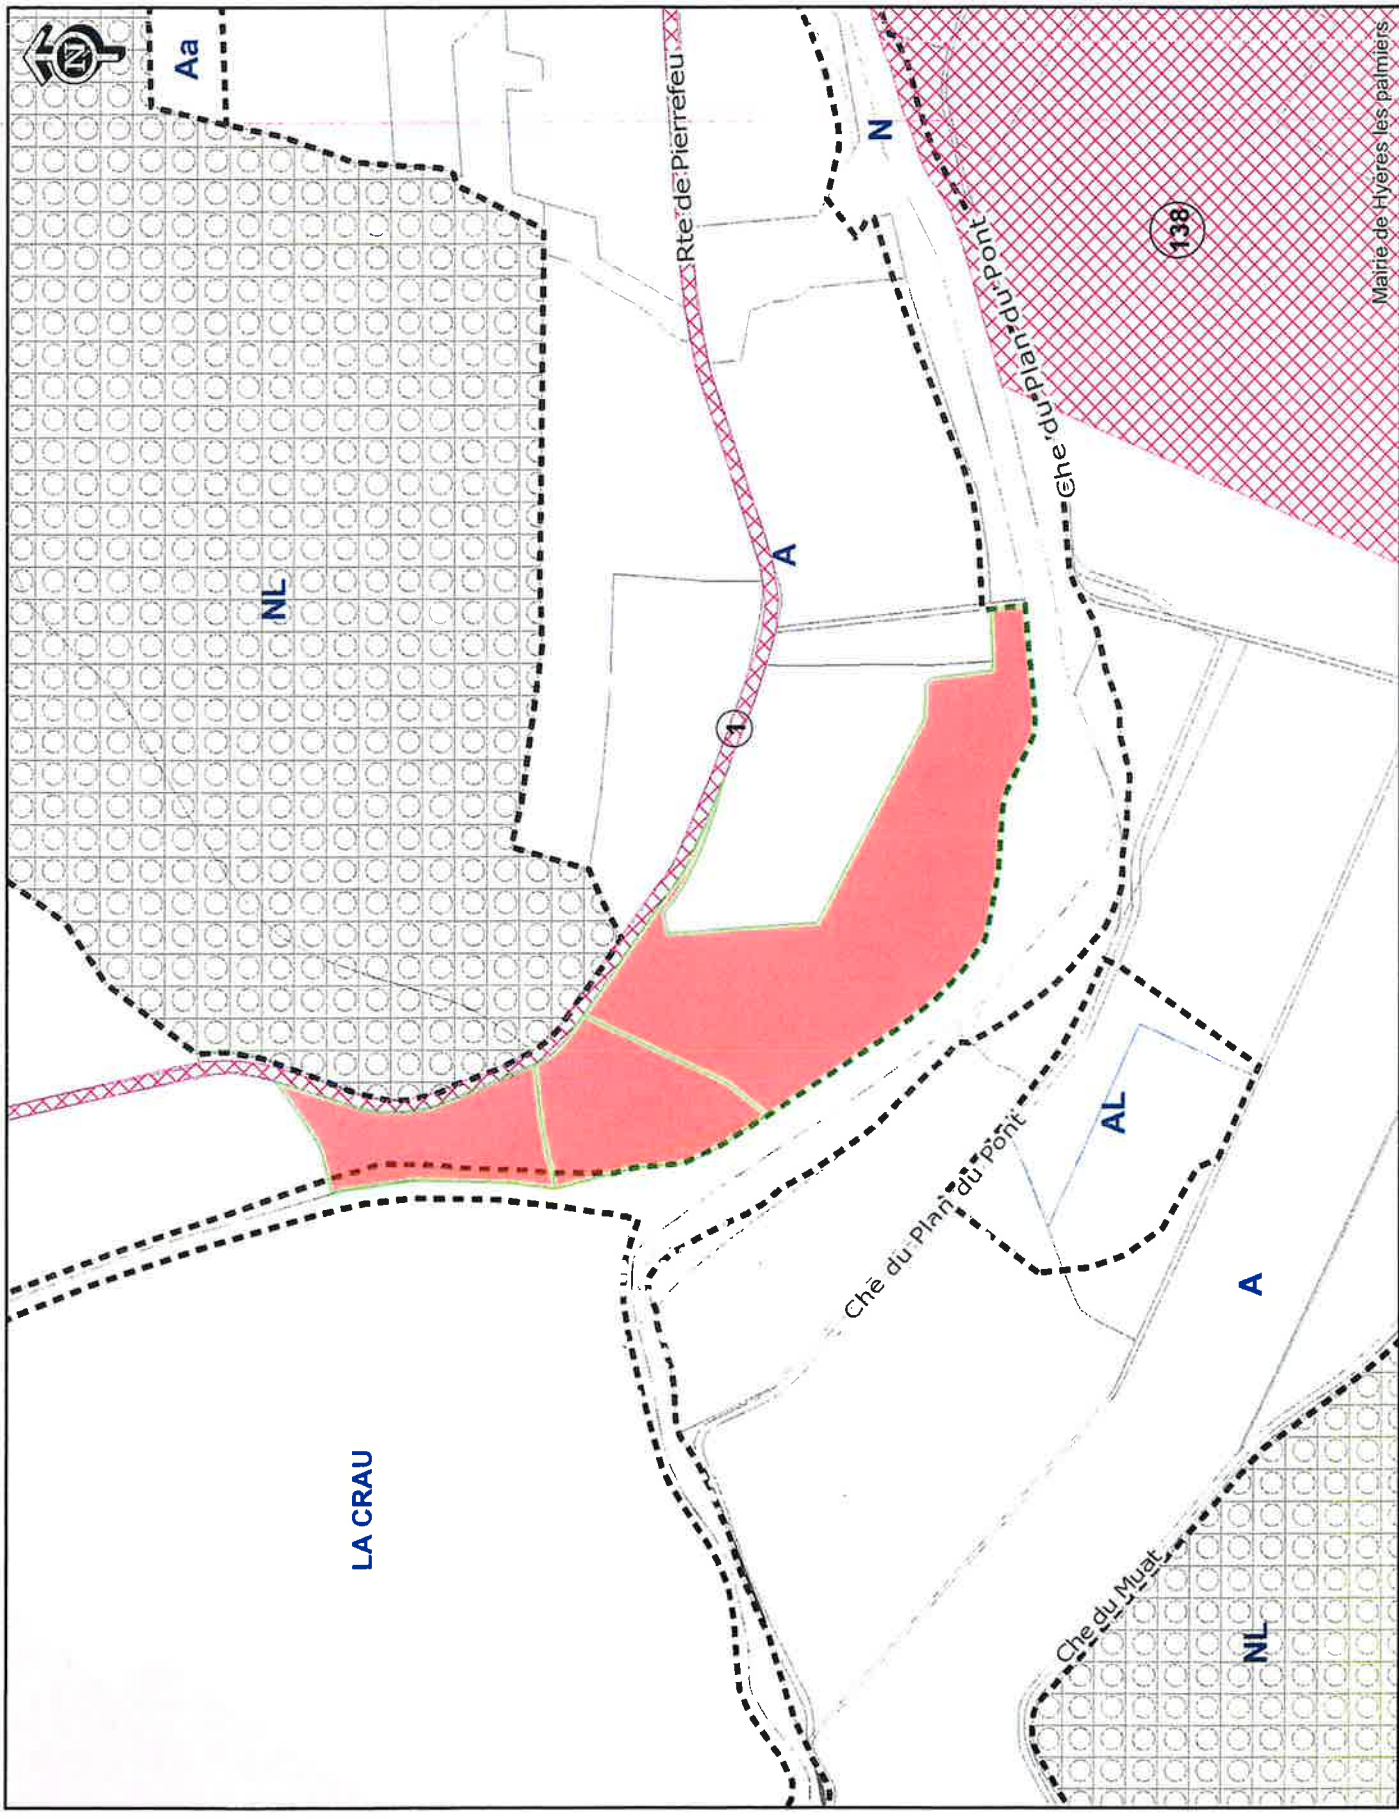 N
Aa
NL
Rte de Pierrefeu
N
138
Che du Plan du Pont
A
1
LA CRAU
AL
Che du Plan du Pont
A
Che du Muat
NL
Mairie de Hyères les palmiers